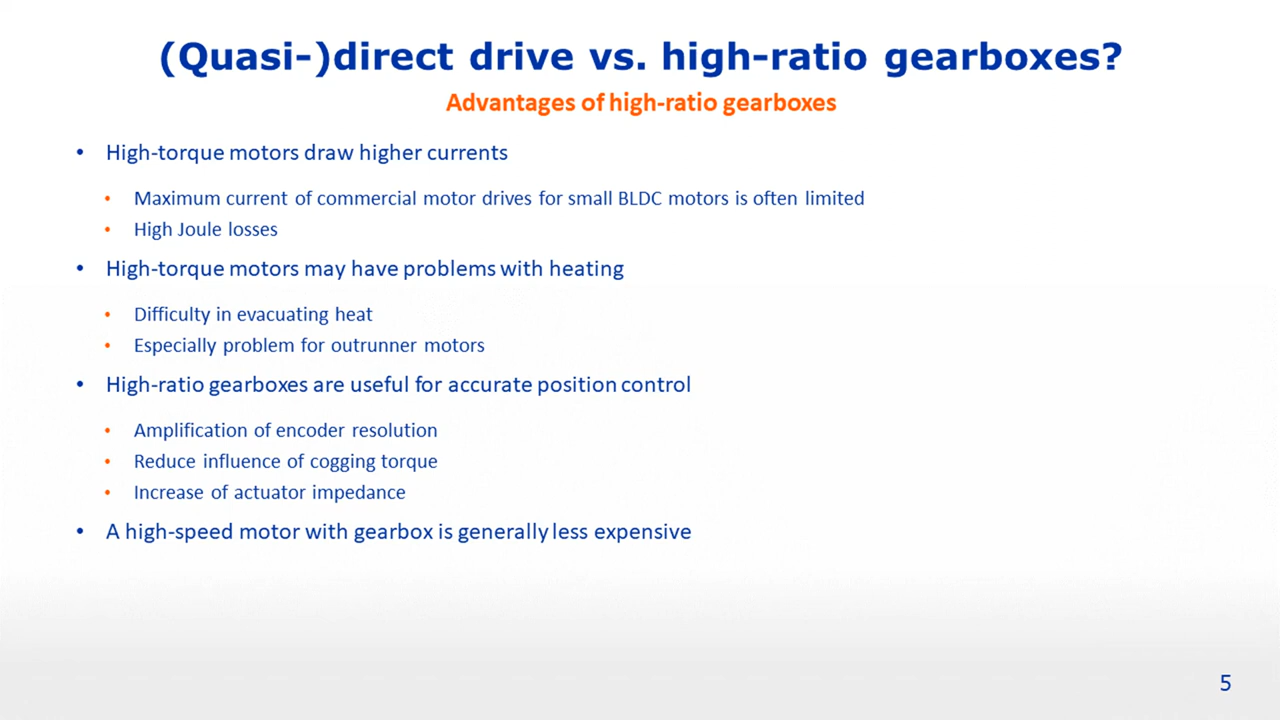 (Quasi-)direct drive vs. high-ratio gearboxes?
Advantages of high-ratio gearboxes
• High-torque motors draw higher currents
• Maximum current of commercial motor drives for small BLDC motors is often limited
• High Joule losses
• High-torque motors may have problems with heating
• Difficulty in evacuating heat
• Especially problem for outrunner motors
• High-ratio gearboxes are useful for accurate position control
• Amplification of encoder resolution
• Reduce influence of cogging torque
• Increase of actuator impedance
• A high-speed motor with gearbox is generally less expensive
5